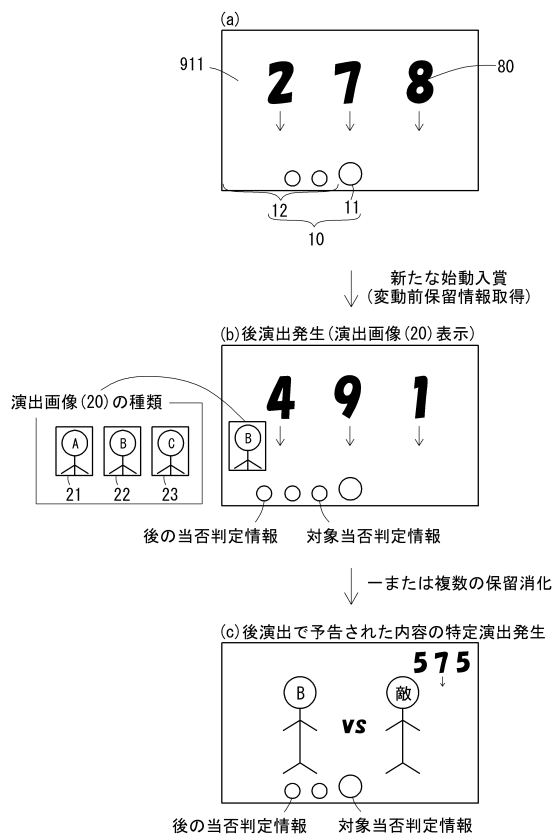 (a)
911
2 7 8
80
12
11
10
新たな始動入賞
(変動前保留情報取得)
(b)後演出発生(演出画像(20)表示)
演出画像(20)の種類
A
B
C
21
22
23
4 9 1
B
後の当否判定情報
対象当否判定情報
一または複数の保留消化
(c)後演出で予告された内容の特定演出発生
5 7 5
B
vs
敵
後の当否判定情報
対象当否判定情報